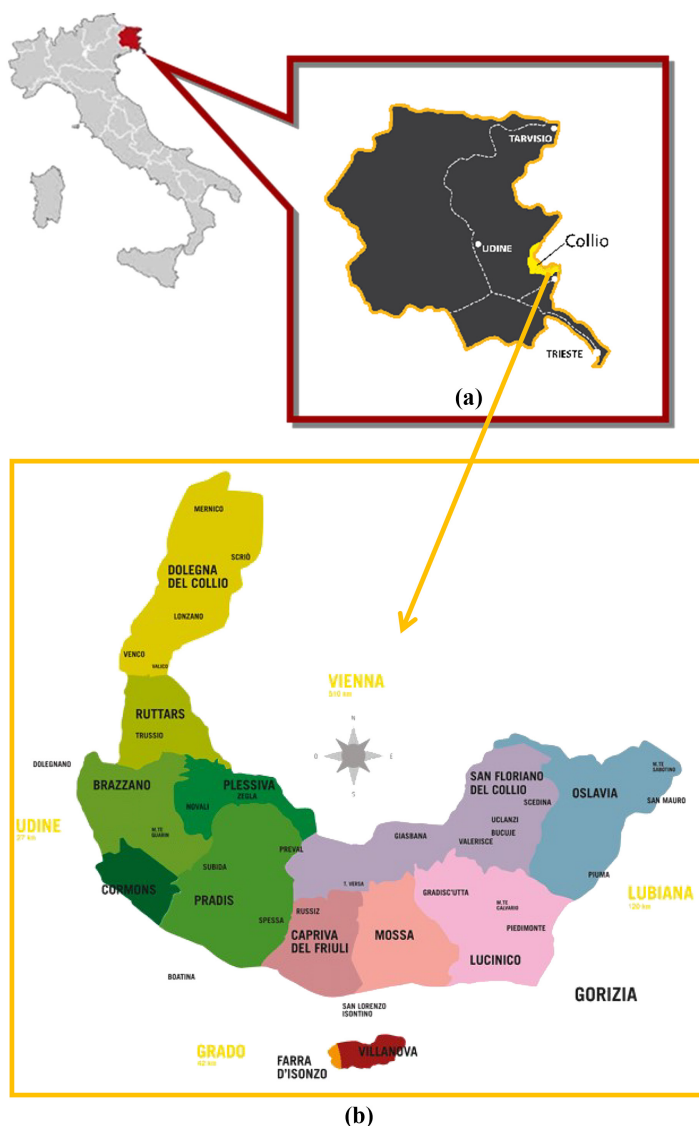 TARVISIO
UDINE
Collio
TRIESTE
(a)
MERNICO
SCRIÒ
DOLEGNA
DEL COLLIO
LONZANO
VENCO
VALICO
VIENNA
510 km
RUTTARS
TRUSSIO
N
O
E
S
DOLEGNANO
BRAZZANO
PLESSIVA
ZEGLA
NOVALI
SAN FLORIANO
DEL COLLIO
OSLAVIA
M.TE
SABOTINO
SCEDINA
SAN MAURO
UDINE
27 km
M.TE
QUARIN
PREVAL
GIASBANA
UCLANZI
BUCUJE
VALERISCE
SUBIDA
T. VERSA
PIUMA
CORMONS
PRADIS
GRADISC'UTTA
LUBIANA
120 km
SPESSA
RUSSIZ
M.TE
CALVARIO
CAPRIVA
DEL FRIULI
MOSSA
PIEDIMONTE
LUCINICO
BOATINA
GORIZIA
SAN LORENZO
ISONTINO
GRADO
42 km
FARRA
D'ISONZO
VILLANOVA
(b)